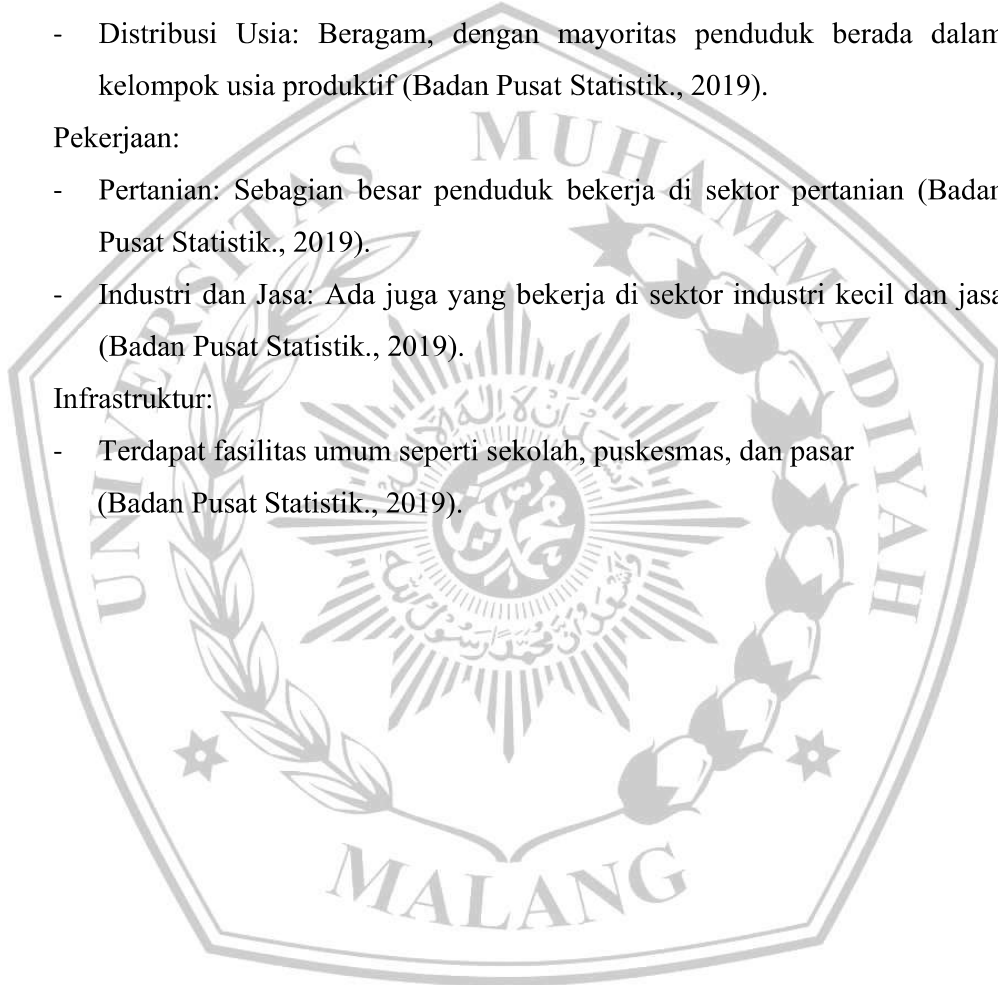 - Distribusi Usia: Beragam, dengan mayoritas penduduk berada dalam
kelompok usia produktif (Badan Pusat Statistik., 2019).
Pekerjaan:
- Pertanian: Sebagian besar penduduk bekerja di sektor pertanian (Badan
Pusat Statistik., 2019).
- Industri dan Jasa: Ada juga yang bekerja di sektor industri kecil dan jasa
(Badan Pusat Statistik., 2019).
Infrastruktur:
- Terdapat fasilitas umum seperti sekolah, puskesmas, dan pasar
(Badan Pusat Statistik., 2019).
UNIVERSITAS MUHAMMADIYAH
MALANG